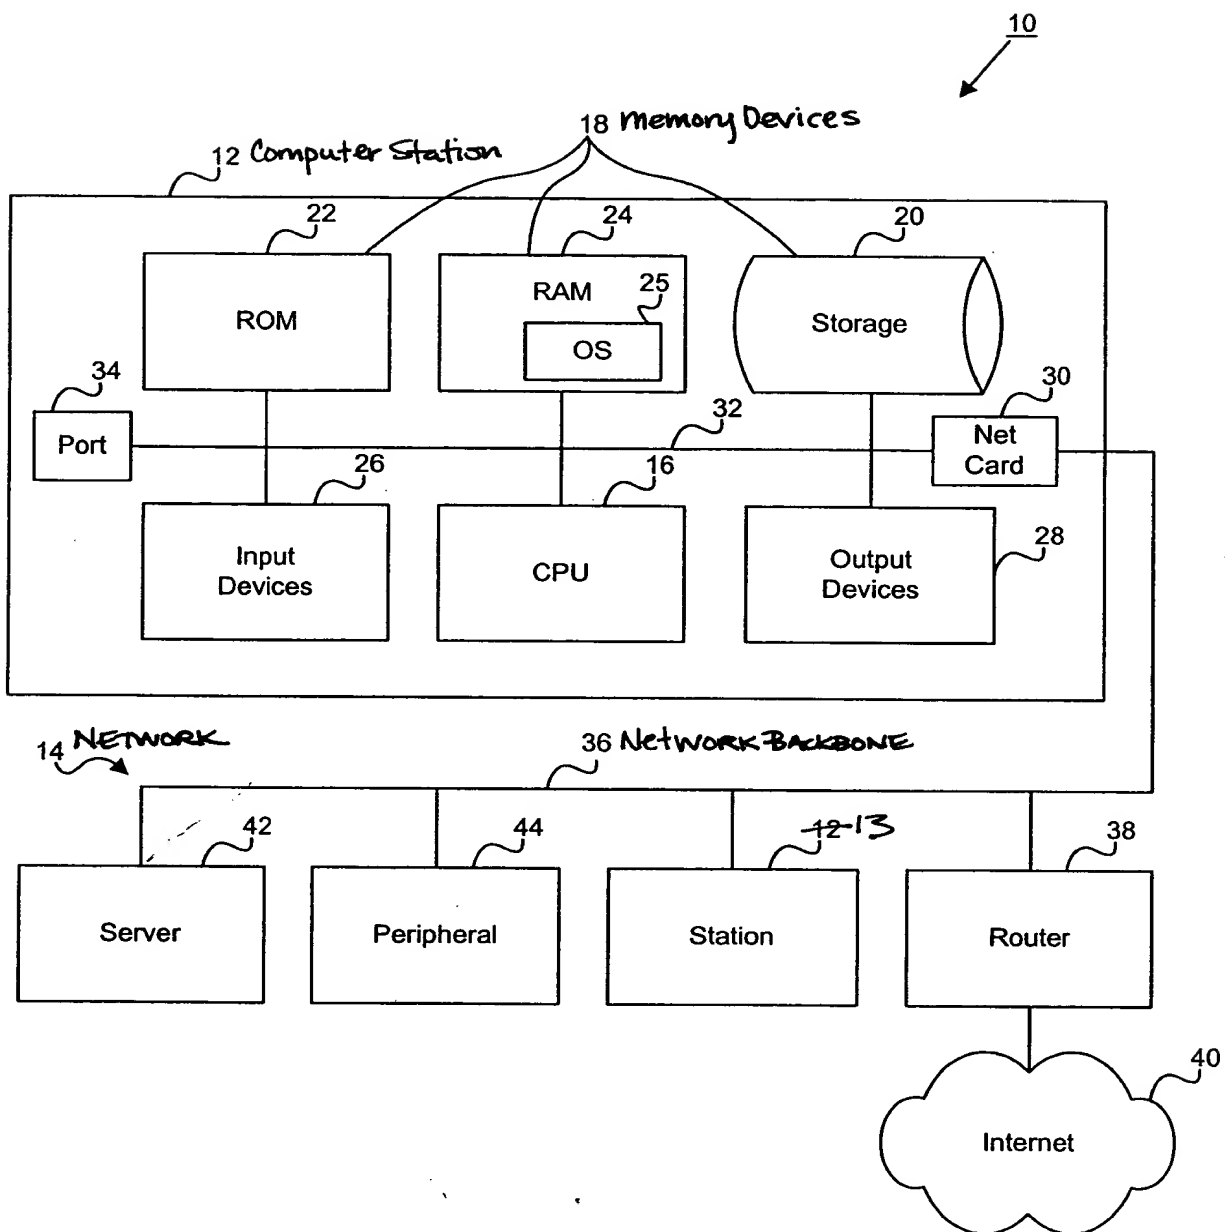 10
18 Memory Devices
12 Computer Station
22
24
20
ROM
RAM
25
OS
Storage
34
Port
32
30
Net
Card
26
16
Input
Devices
CPU
Output
Devices
28
14 NETWORK
36 NETWORK BACKBONE
42
44
12 13
38
Server
Peripheral
Station
Router
40
Internet